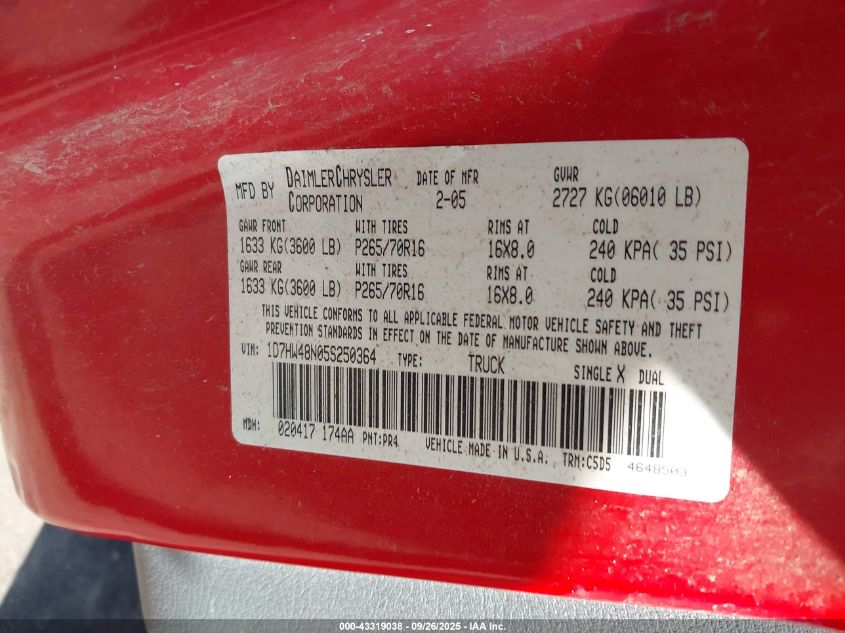 MFD BY DAIMLERCHRYSLER CORPORATION DATE OF MFR 2-05 GVWR 2727 KG(06010 LB)
GAWR FRONT WITH TIRES RIMS AT COLD
1633 KG(3600 LB) P265/70R16 16X8.0 240 KPA( 35 PSI)
GAWR REAR WITH TIRES RIMS AT COLD
1633 KG(3600 LB) P265/70R16 16X8.0 240 KPA( 35 PSI)
THIS VEHICLE CONFORMS TO ALL APPLICABLE FEDERAL MOTOR VEHICLE SAFETY AND THEFT
PREVENTION STANDARDS IN EFFECT ON THE DATE OF MANUFACTURE SHOWN ABOVE.
VIN: 1D7HW48N05S250364 TYPE: TRUCK SINGLE X DUAL
MDH: 020417 174AA PNT:PR4 VEHICLE MADE IN U.S.A. TRM:C5D5 4648503
000-43319038 - 09/26/2025 - IAA Inc.